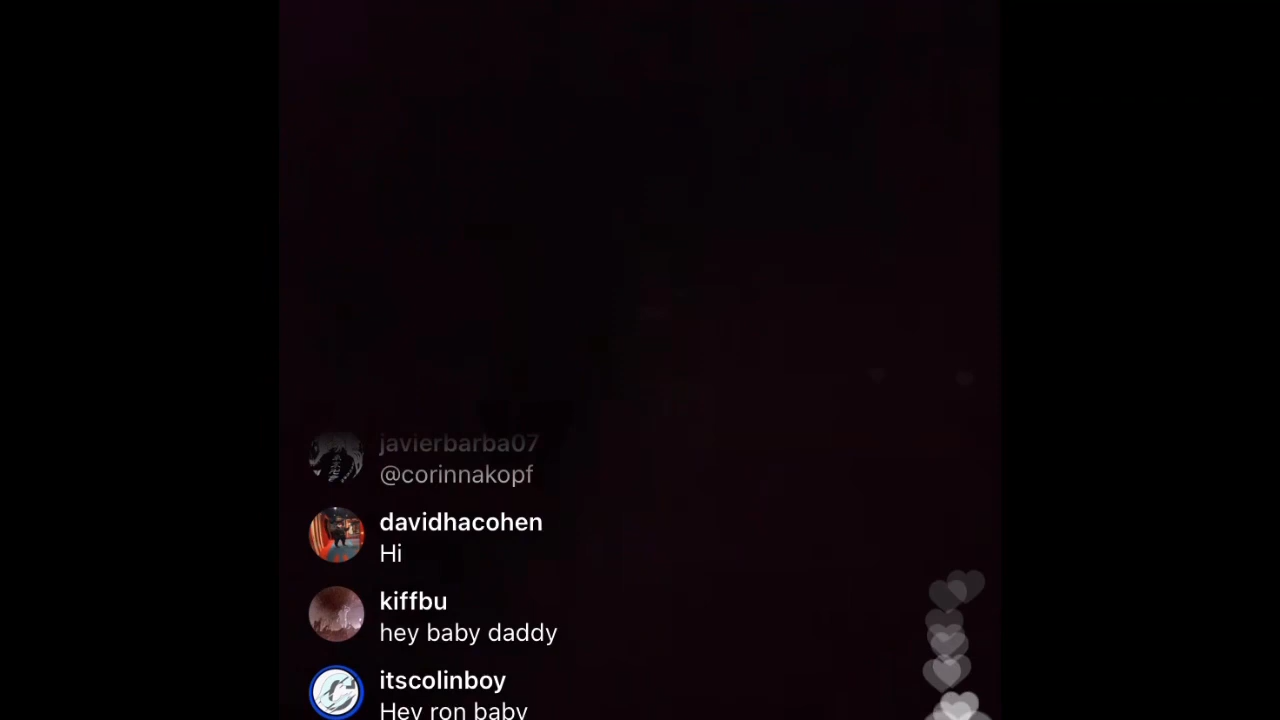 javierbarba07
@corinnakopf
davidhacohen
Hi
kiffbu
hey baby daddy
itscolinboy
Hey ron baby